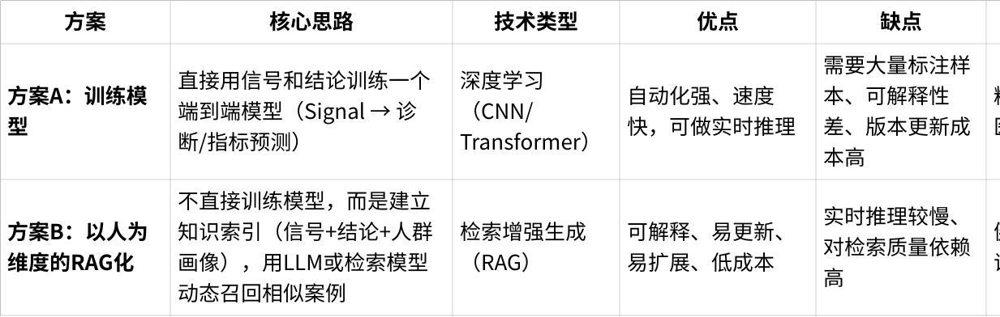 方案
核心思路
技术类型
优点
缺点
方案A：训练模
型
直接用信号和结论训练一个
端到端模型（Signal → 诊
断/指标预测）
深度学习
（CNN/
Transformer）
自动化强、速度
快，可做实时推理
需要大量标注样
本、可解释性
差、版本更新成
本高
方案B：以人为
维度的RAG化
不直接训练模型，而是建立
知识索引（信号+结论+人群
画像），用LLM或检索模型
动态召回相似案例
检索增强生成
（RAG）
可解释、易更新、
易扩展、低成本
实时推理较慢、
对检索质量依赖
高